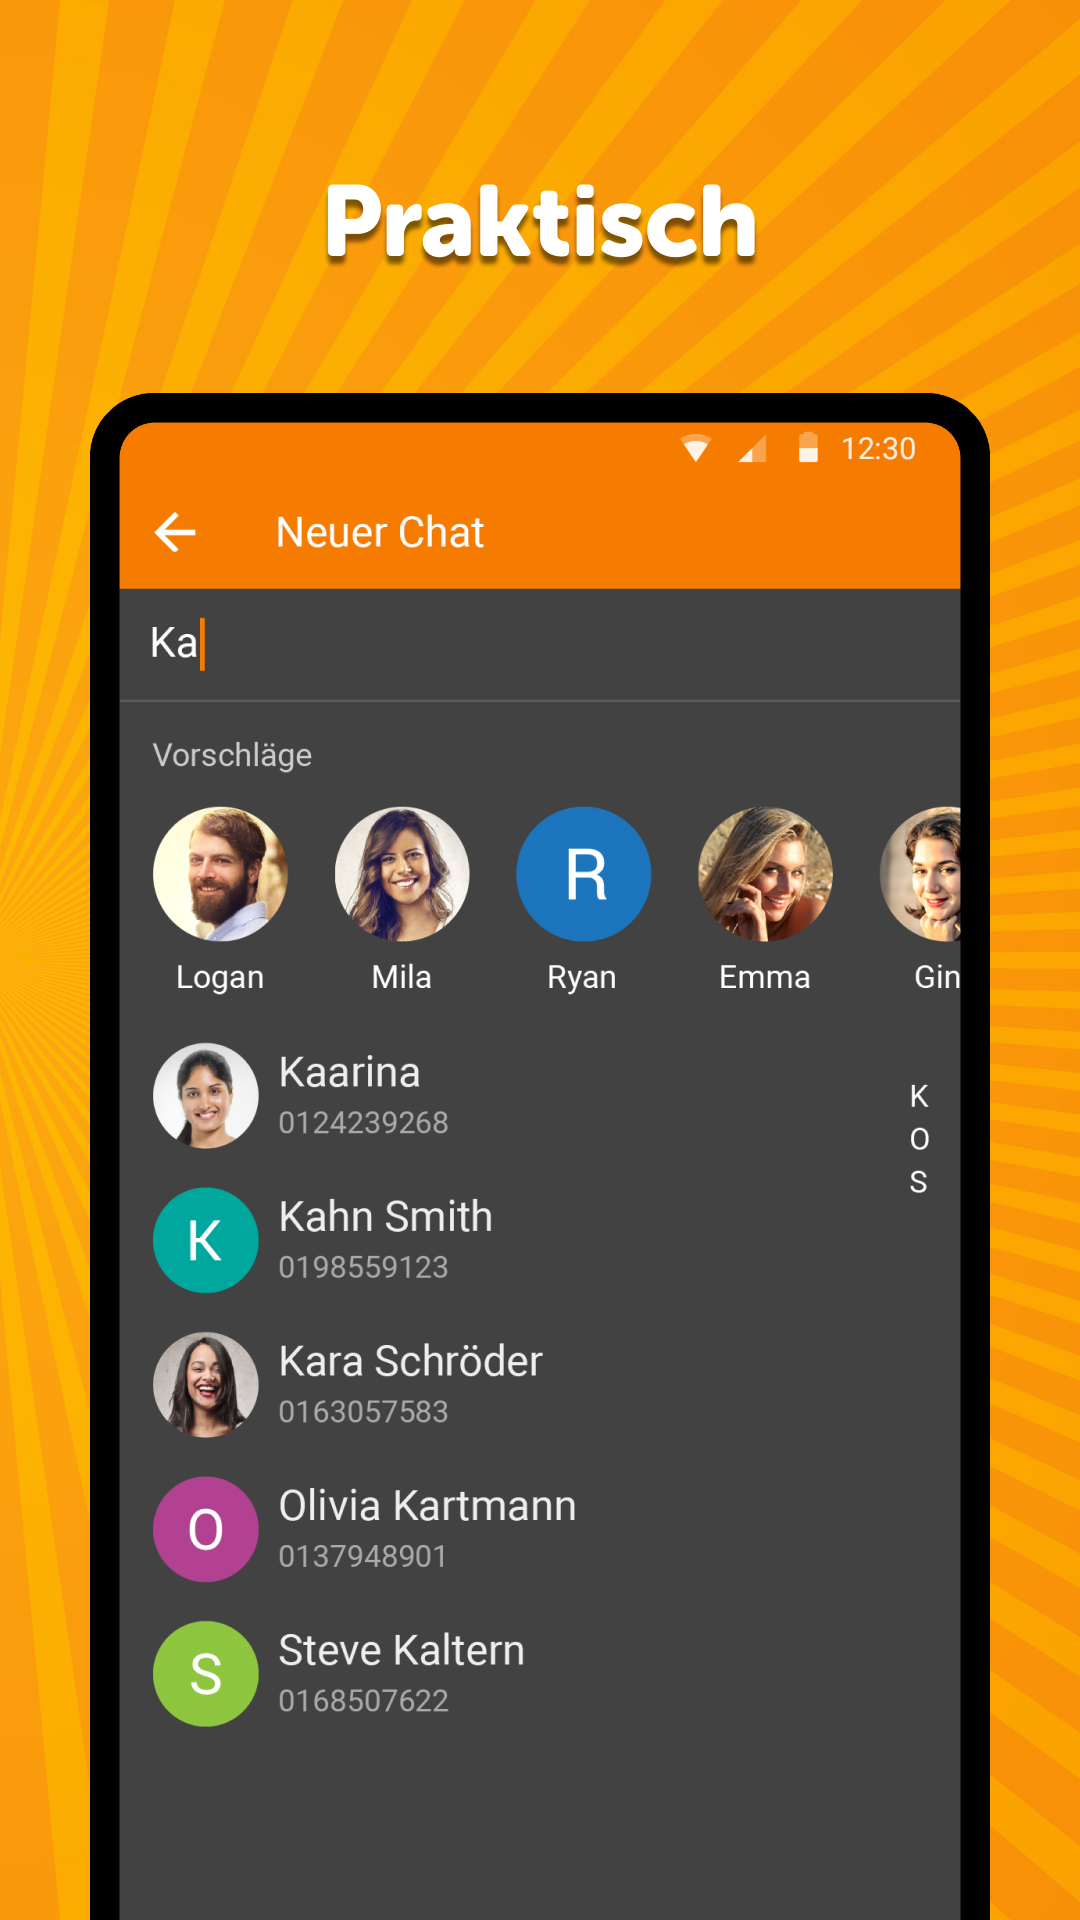 Praktisch
12:30
Neuer Chat
Ka
Vorschläge
R
Logan
Mila
Ryan
Emma
Gin
Kaarina
0124239268
K
O
S
K
Kahn Smith
0198559123
Kara Schröder
0163057583
O
Olivia Kartmann
0137948901
S
Steve Kaltern
0168507622